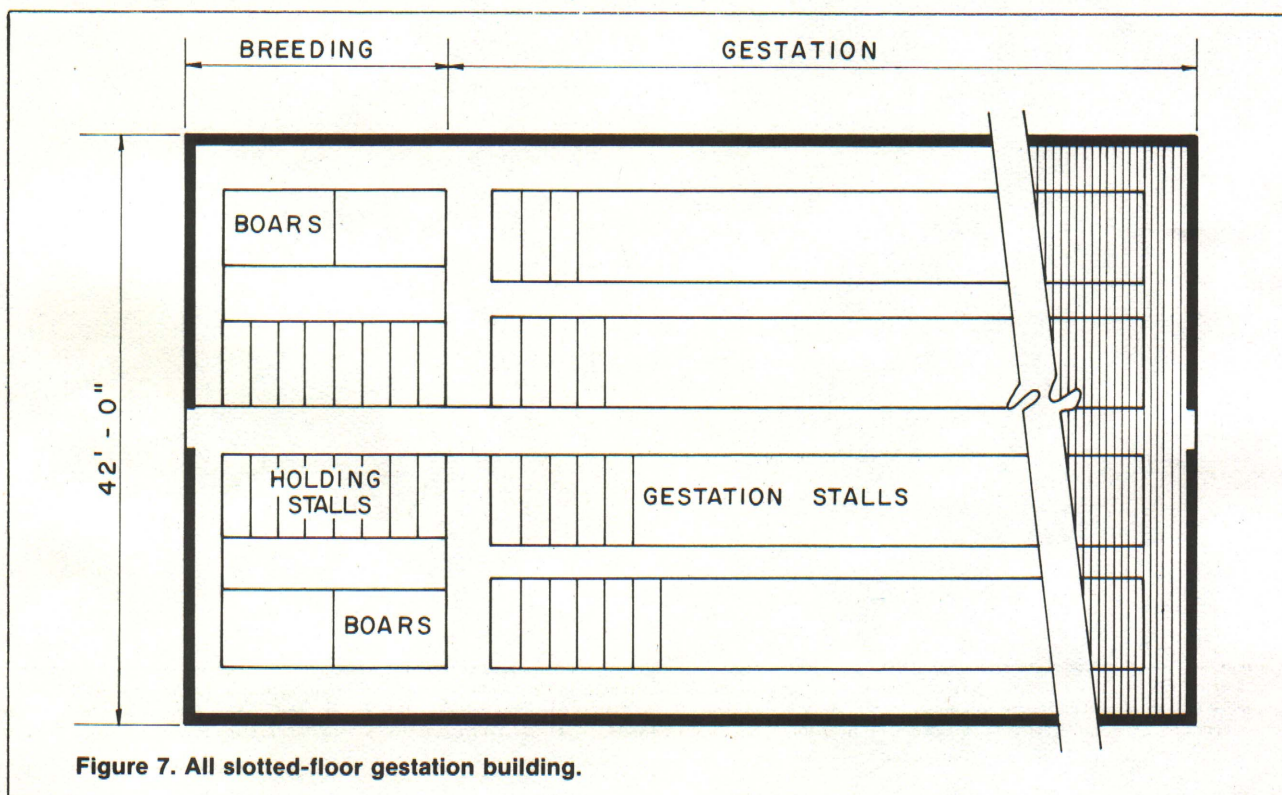 BREEDING
GESTATION
BOARS
42' - 0"
HOLDING
STALLS
GESTATION STALLS
BOARS
Figure 7. All slotted-floor gestation building.